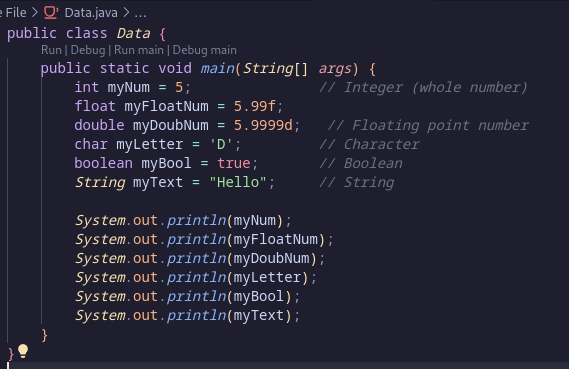 e File > Data.java > ...
public class Data {
Run | Debug | Run main | Debug main
    public static void main(String[] args) {
        int myNum = 5;               // Integer (whole number)
        float myFloatNum = 5.99f;
        double myDoubNum = 5.9999d;   // Floating point number
        char myLetter = 'D';         // Character
        boolean myBool = true;       // Boolean
        String myText = "Hello";     // String
        System.out.println(myNum);
        System.out.println(myFloatNum);
        System.out.println(myDoubNum);
        System.out.println(myLetter);
        System.out.println(myBool);
        System.out.println(myText);
    }
}